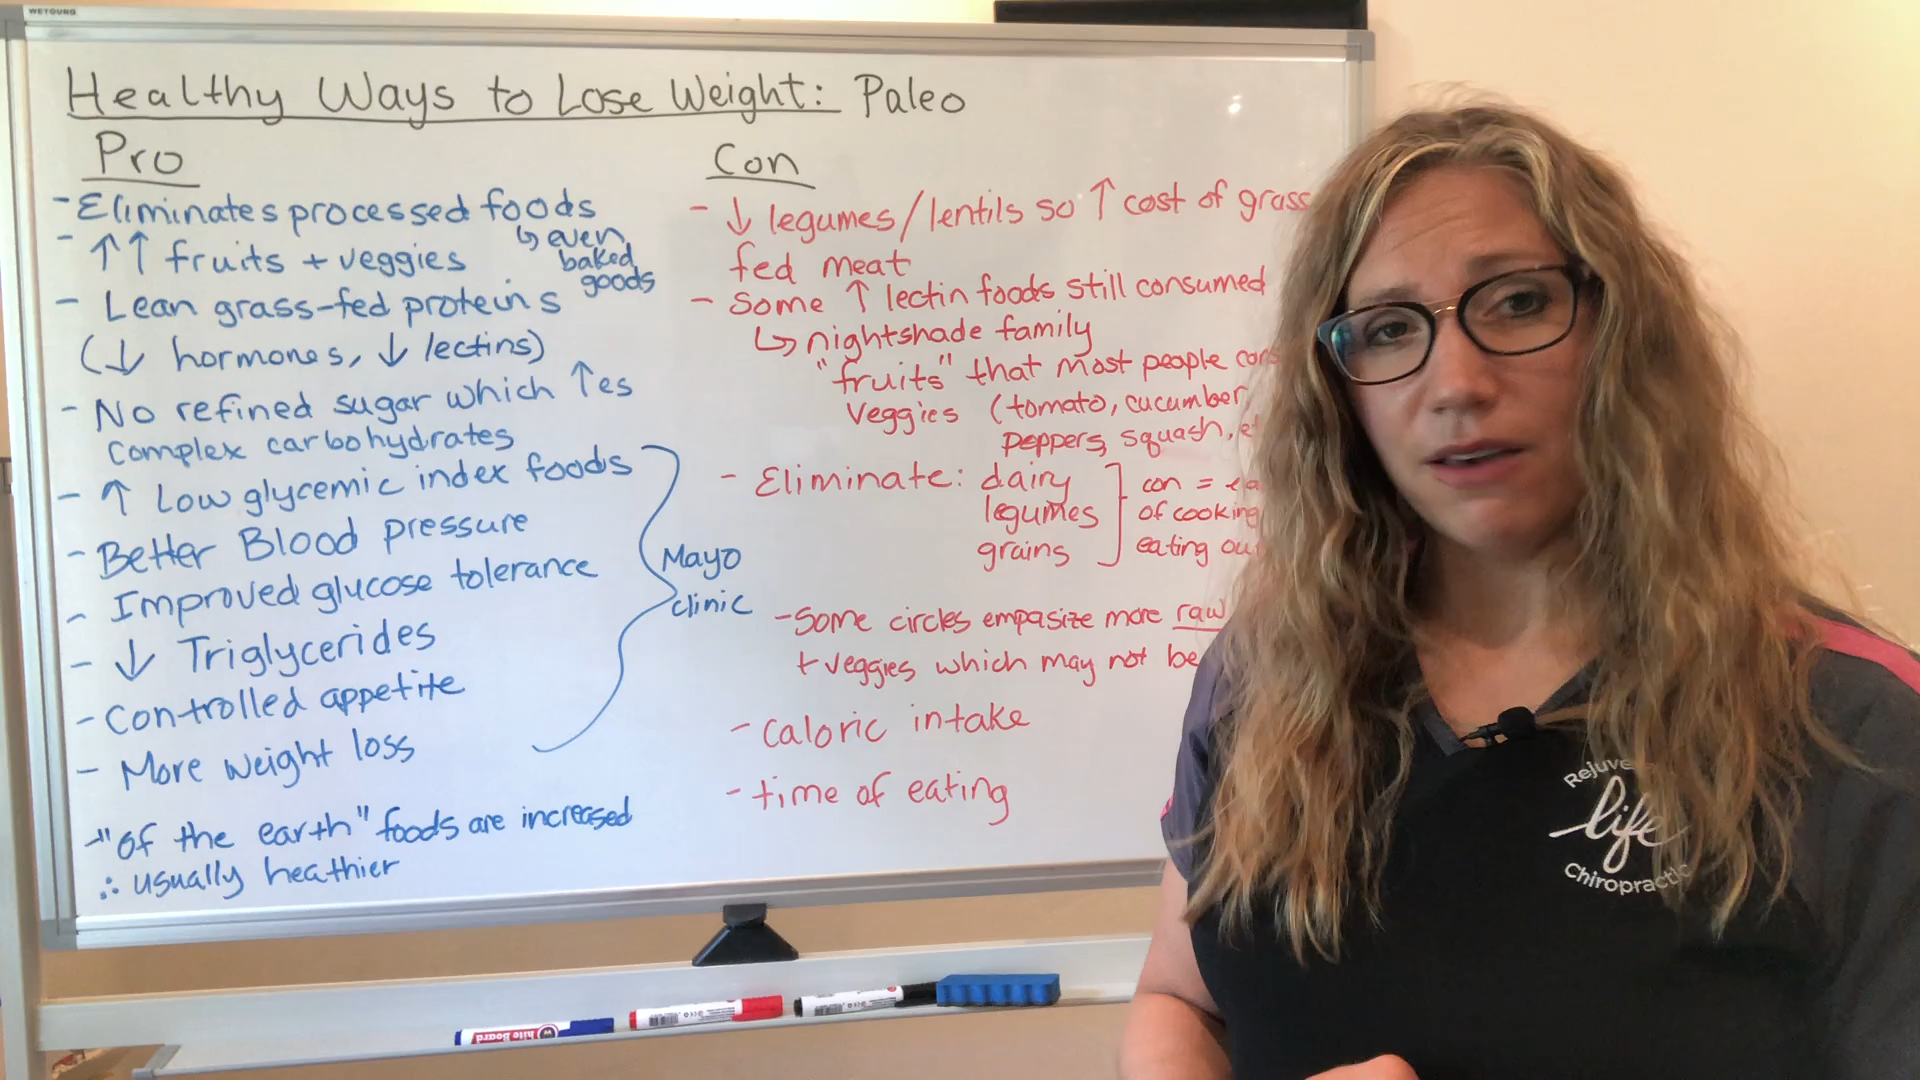 WEYOUNG
Healthy Ways to Lose Weight: Paleo
Pro
- Eliminates processed foods
↳ even
baked
goods
- ↑↑ fruits + veggies
- Lean grass-fed proteins
(↓ hormones, ↓ lectins)
- No refined sugar which ↑es
complex carbohydrates
- ↑ Low glycemic index foods
- Better Blood pressure
- Improved glucose tolerance
- ↓ Triglycerides
- Controlled appetite
- More weight loss
Mayo
clinic
- "of the earth" foods are increased
∴ usually heathier
Con
- ↓ legumes/lentils so ↑ cost of grass
fed meat
- Some ↑ lectin foods still consumed
↳ nightshade family
"fruits" that most people
veggies (tomato, cucumber,
peppers, squash,
- Eliminate: dairy
legumes
grains
con =
of cooking
eating
- Some circles empasize more raw
+ veggies which may not be
- caloric intake
- time of eating
White Board
life
Chiropractic